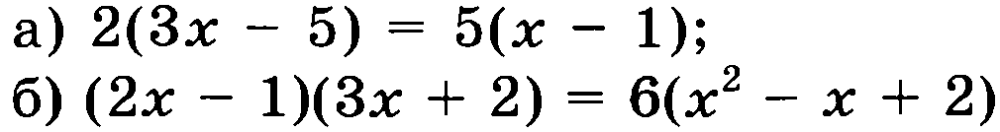 а) 2(3x − 5) = 5(x − 1);
б) (2x − 1)(3x + 2) = 6(x² − x + 2)